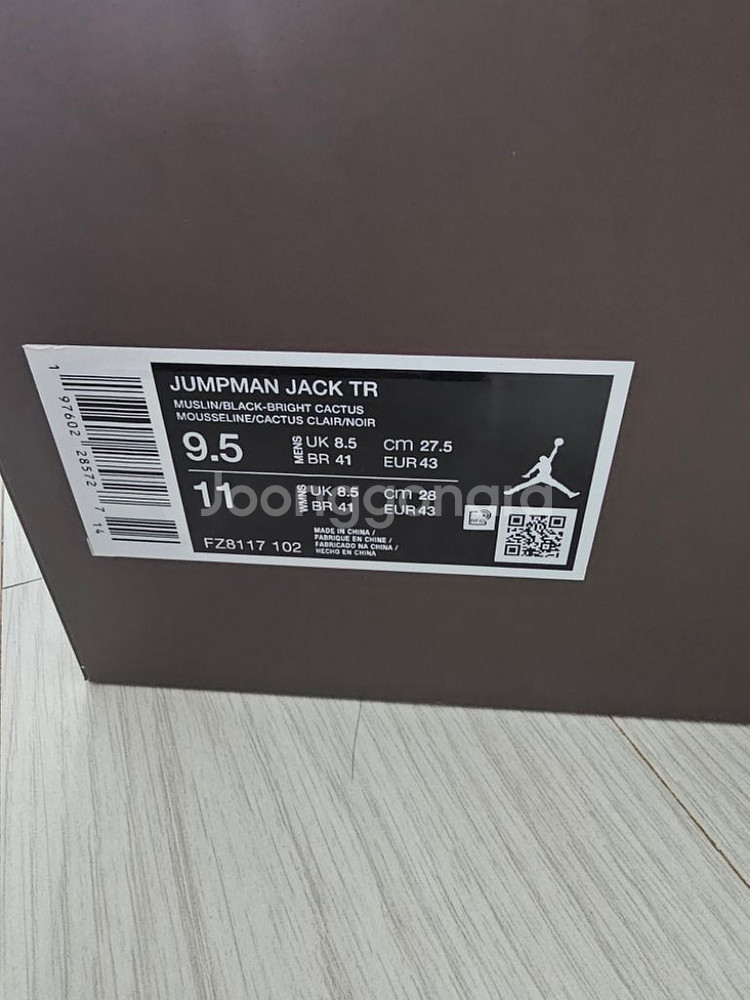 JUMPMAN JACK TR
MUSLIN/BLACK-BRIGHT CACTUS
MOUSSELINE/CACTUS CLAIR/NOIR
9.5 MENS UK 8.5 cm 27.5
BR 41 EUR 43
11 WMNS UK 8.5 cm 28
BR 41 EUR 43
FZ8117 102
MADE IN CHINA /
FABRIQUE EN CHINE /
FABRICADO NA CHINA /
HECHO EN CHINA
1 97602 28572 7 14
Joonggonara